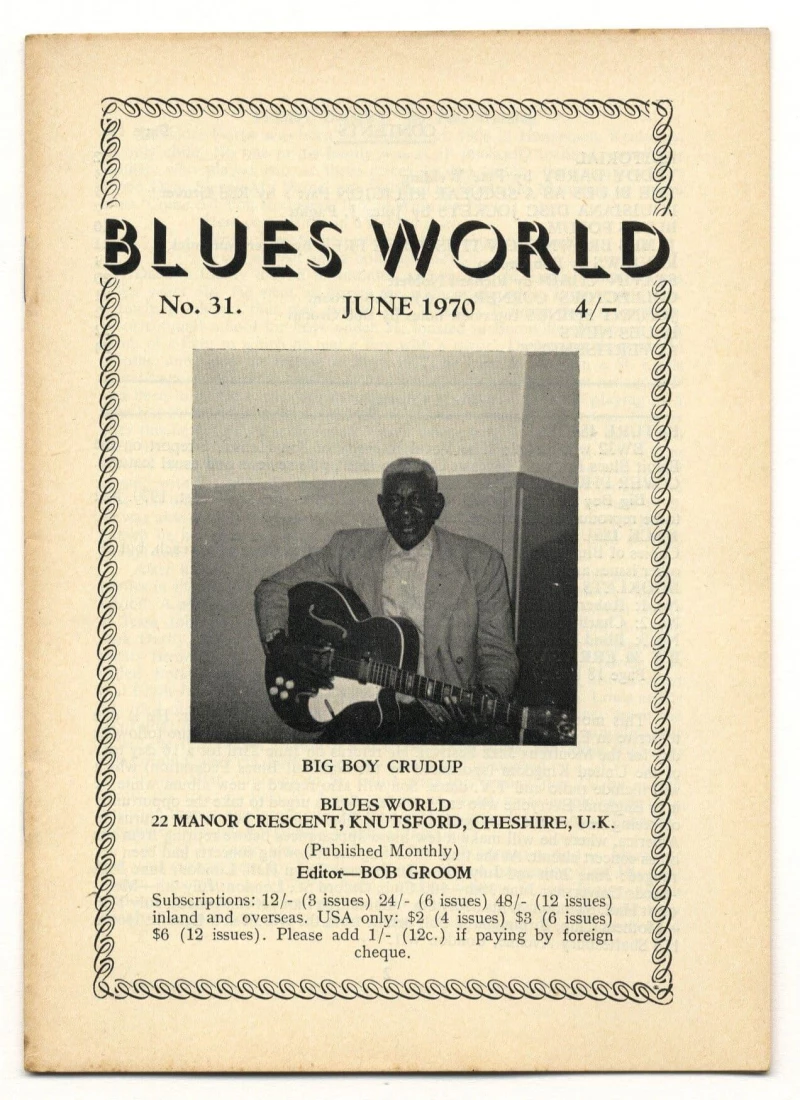 BLUES WORLD
No. 31. JUNE 1970 4/–
BIG BOY CRUDUP
BLUES WORLD
22 MANOR CRESCENT, KNUTSFORD, CHESHIRE, U.K.
(Published Monthly)
Editor—BOB GROOM
Subscriptions: 12/- (3 issues) 24/- (6 issues) 48/- (12 issues)
inland and overseas. USA only: $2 (4 issues) $3 (6 issues)
$6 (12 issues). Please add 1/- (12c.) if paying by foreign
cheque.